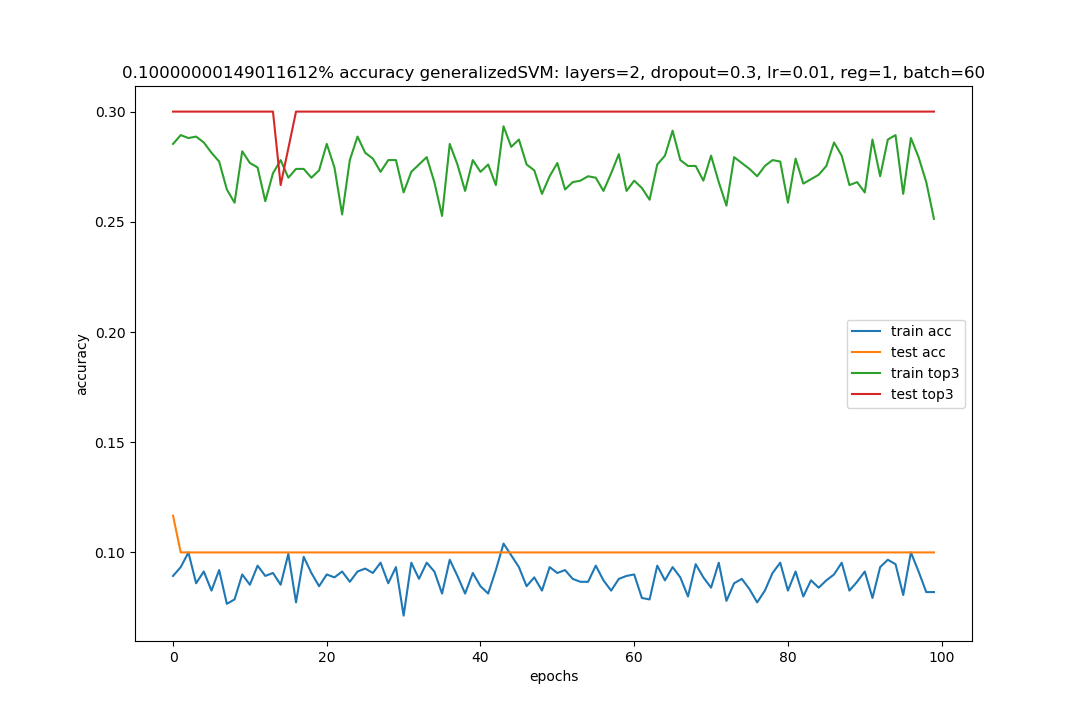 0.10000000149011612% accuracy generalizedSVM: layers=2, dropout=0.3, lr=0.01, reg=1, batch=60
0.30
0.25
0.20
0.15
0.10
accuracy
train acc
test acc
train top3
test top3
0
20
40
60
80
100
epochs